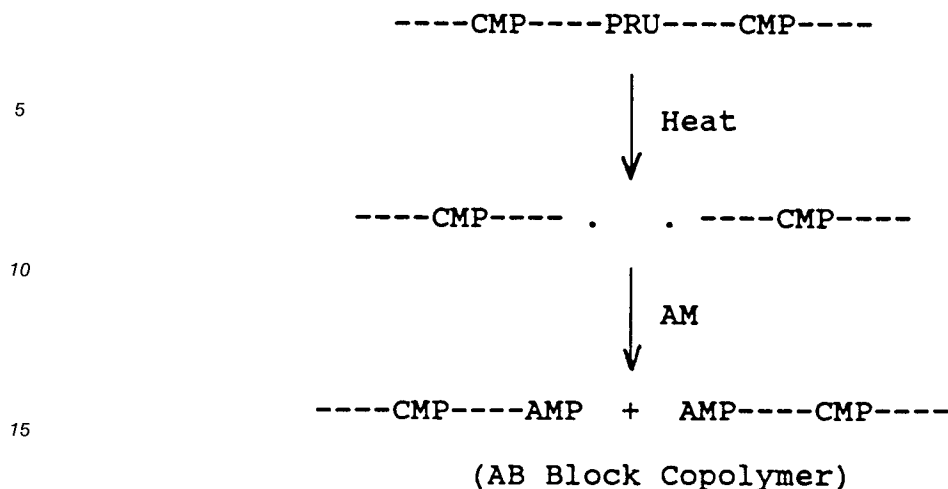 ----CMP----PRU----CMP----
5
Heat
----CMP---- . . ----CMP----
10
AM
----CMP----AMP + AMP----CMP----
15
(AB Block Copolymer)